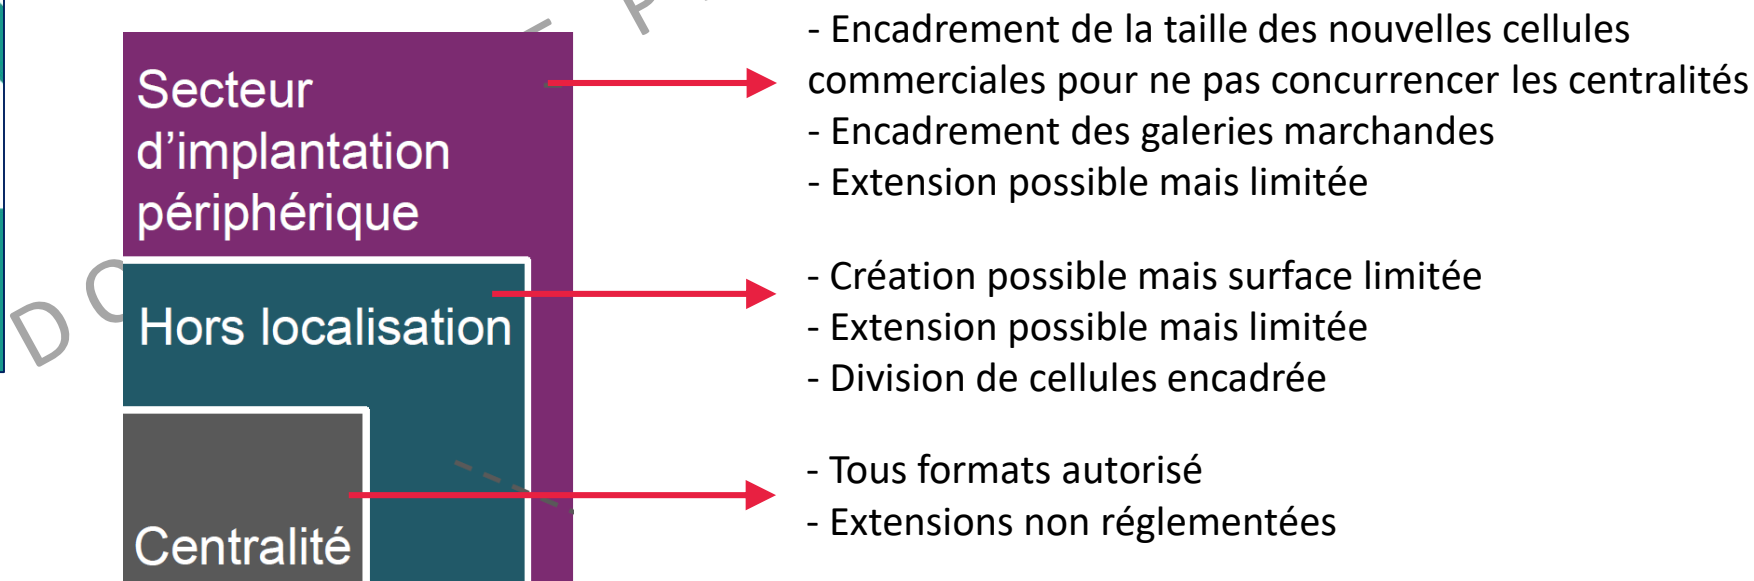 Secteur
d'implantation
périphérique
- Encadrement de la taille des nouvelles cellules
commerciales pour ne pas concurrencer les centralités
- Encadrement des galeries marchandes
- Extension possible mais limitée
Hors localisation
- Création possible mais surface limitée
- Extension possible mais limitée
- Division de cellules encadrée
Centralité
- Tous formats autorisé
- Extensions non réglementées